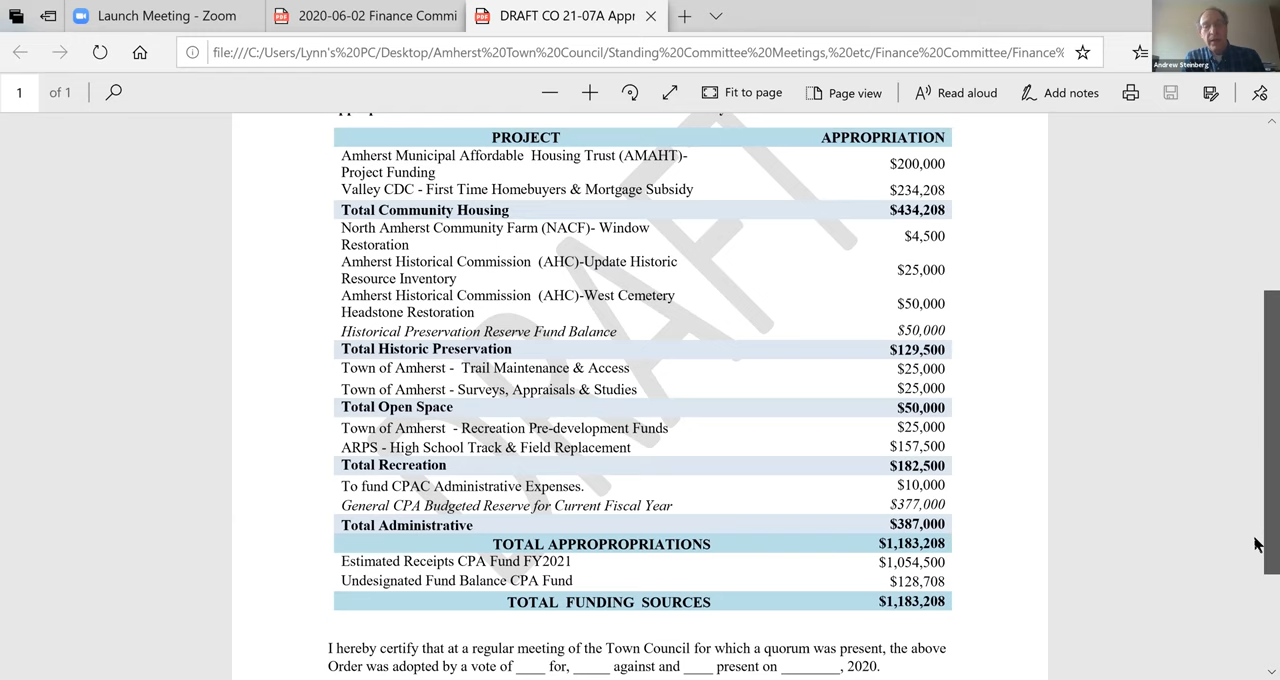 Launch Meeting - Zoom
2020-06-02 Finance Commi
DRAFT CO 21-07A Appr
file:///C:/Users/Lynn's%20PC/Desktop/Amherst%20Town%20Council/Standing%20Committee%20Meetings,%20etc/Finance%20Committee/Finance%
Andrew Steinberg
1 of 1
Fit to page
Page view
Read aloud
Add notes
PROJECT APPROPRIATION
Amherst Municipal Affordable Housing Trust (AMAHT)-
Project Funding $200,000
Valley CDC - First Time Homebuyers & Mortgage Subsidy $234,208
Total Community Housing $434,208
North Amherst Community Farm (NACF)- Window
Restoration $4,500
Amherst Historical Commission (AHC)-Update Historic
Resource Inventory $25,000
Amherst Historical Commission (AHC)-West Cemetery
Headstone Restoration $50,000
Historical Preservation Reserve Fund Balance $50,000
Total Historic Preservation $129,500
Town of Amherst - Trail Maintenance & Access $25,000
Town of Amherst - Surveys, Appraisals & Studies $25,000
Total Open Space $50,000
Town of Amherst - Recreation Pre-development Funds $25,000
ARPS - High School Track & Field Replacement $157,500
Total Recreation $182,500
To fund CPAC Administrative Expenses. $10,000
General CPA Budgeted Reserve for Current Fiscal Year $377,000
Total Administrative $387,000
TOTAL APPROPROPRIATIONS $1,183,208
Estimated Receipts CPA Fund FY2021 $1,054,500
Undesignated Fund Balance CPA Fund $128,708
TOTAL FUNDING SOURCES $1,183,208
DRAFT
I hereby certify that at a regular meeting of the Town Council for which a quorum was present, the above
Order was adopted by a vote of ____ for, _____ against and ____ present on ________, 2020.